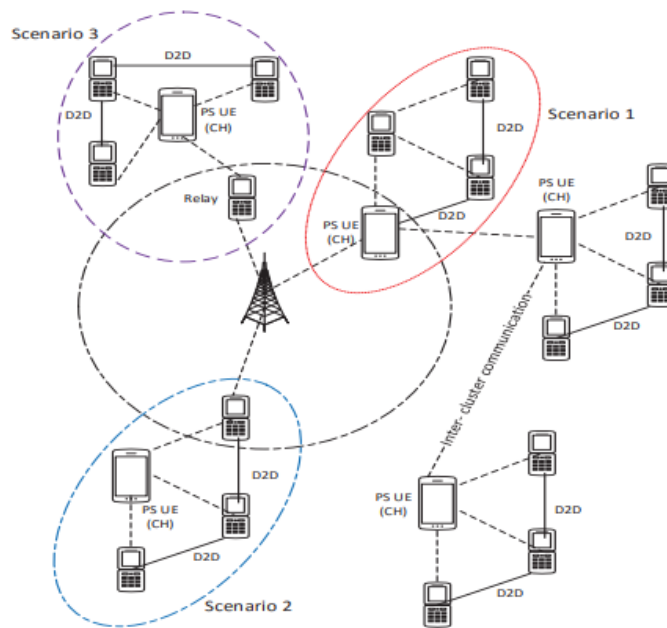 Scenario 3
D2D
D2D
PS UE
(CH)
Relay
Scenario 1
D2D
D2D
PS UE
(CH)
PS UE
(CH)
D2D
D2D
Inter- cluster communication
PS UE
(CH)
D2D
D2D
Scenario 2
PS UE
(CH)
D2D
D2D